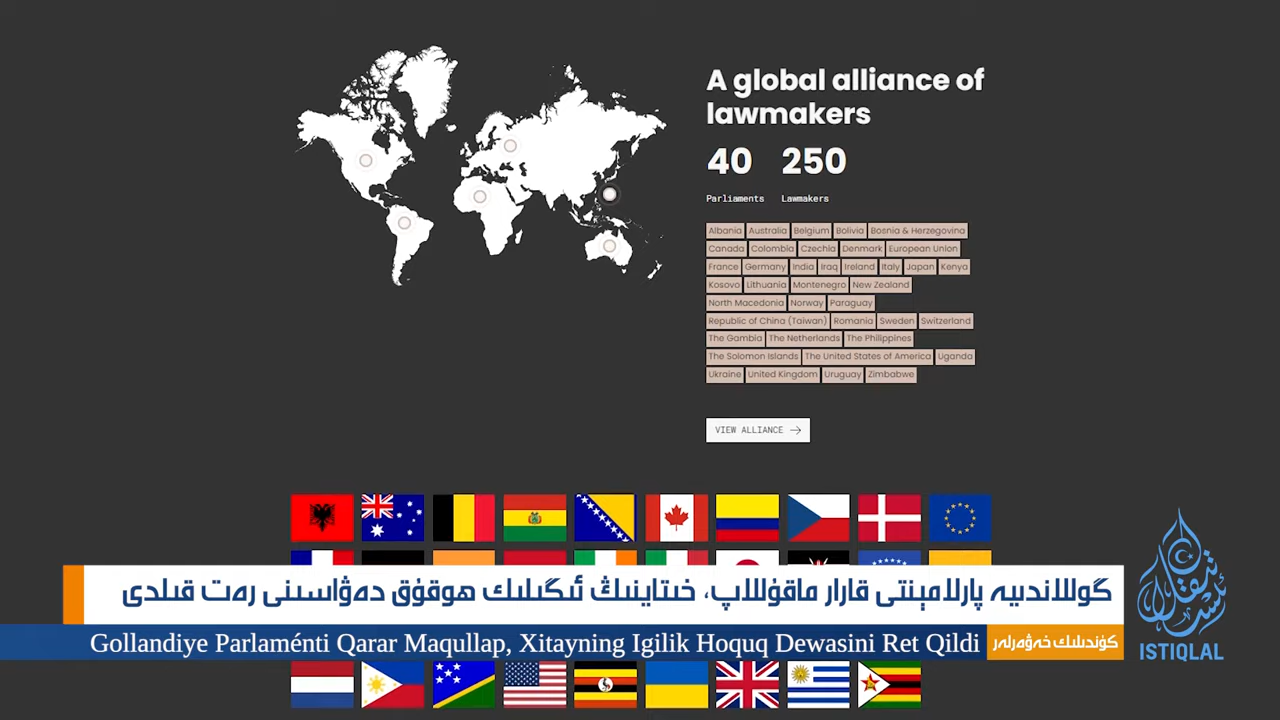 A global alliance of
lawmakers
40 250
Parliaments Lawmakers
Albania Australia Belgium Bolivia Bosnia & Herzegovina
Canada Colombia Czechia Denmark European Union
France Germany India Iraq Ireland Italy Japan Kenya
Kosovo Lithuania Montenegro New Zealand
North Macedonia Norway Paraguay
Republic of China (Taiwan) Romania Sweden Switzerland
The Gambia The Netherlands The Philippines
The Solomon Islands The United States of America Uganda
Ukraine United Kingdom Uruguay Zimbabwe
VIEW ALLIANCE →
گوللاندىيە پارلامېنتى قارار ماقۇللاپ، خىتاينىڭ ئىگىلىك ھوقۇق دەۋاسىنى رەت قىلدى
Gollandiye Parlaménti Qarar Maqullap, Xitayning Igilik Hoquq Dewasini Ret Qildi
كۈندىلىك خەۋەرلەر
ئىستىقلال
ISTIQLAL